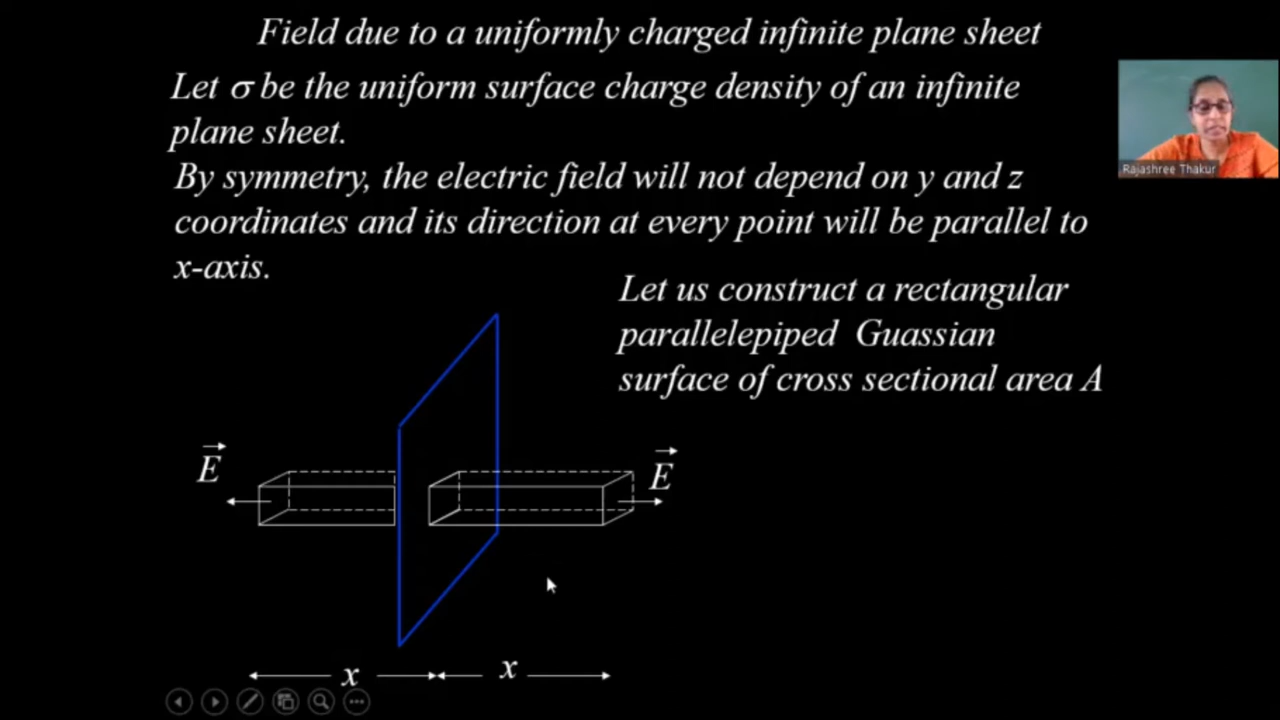 Field due to a uniformly charged infinite plane sheet
Let σ be the uniform surface charge density of an infinite
plane sheet.
By symmetry, the electric field will not depend on y and z
coordinates and its direction at every point will be parallel to
x-axis.
Rajashree Thakur
Let us construct a rectangular
parallelepiped Guassian
surface of cross sectional area A
E
E
x
x